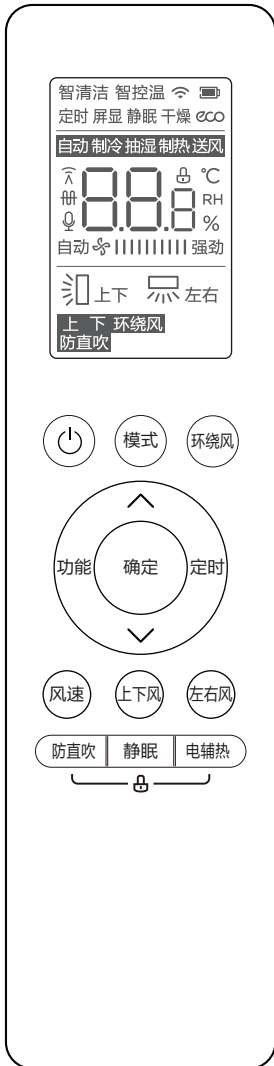 智清洁 智控温
定时 屏显 静眠 干燥 eco
自动 制冷 抽湿 制热 送风
88.8 ℃
RH
%
自动 强劲
上下 左右
上 下 环绕风
防直吹
模式 环绕风
功能 确定 定时
风速 上下风 左右风
防直吹 静眠 电辅热